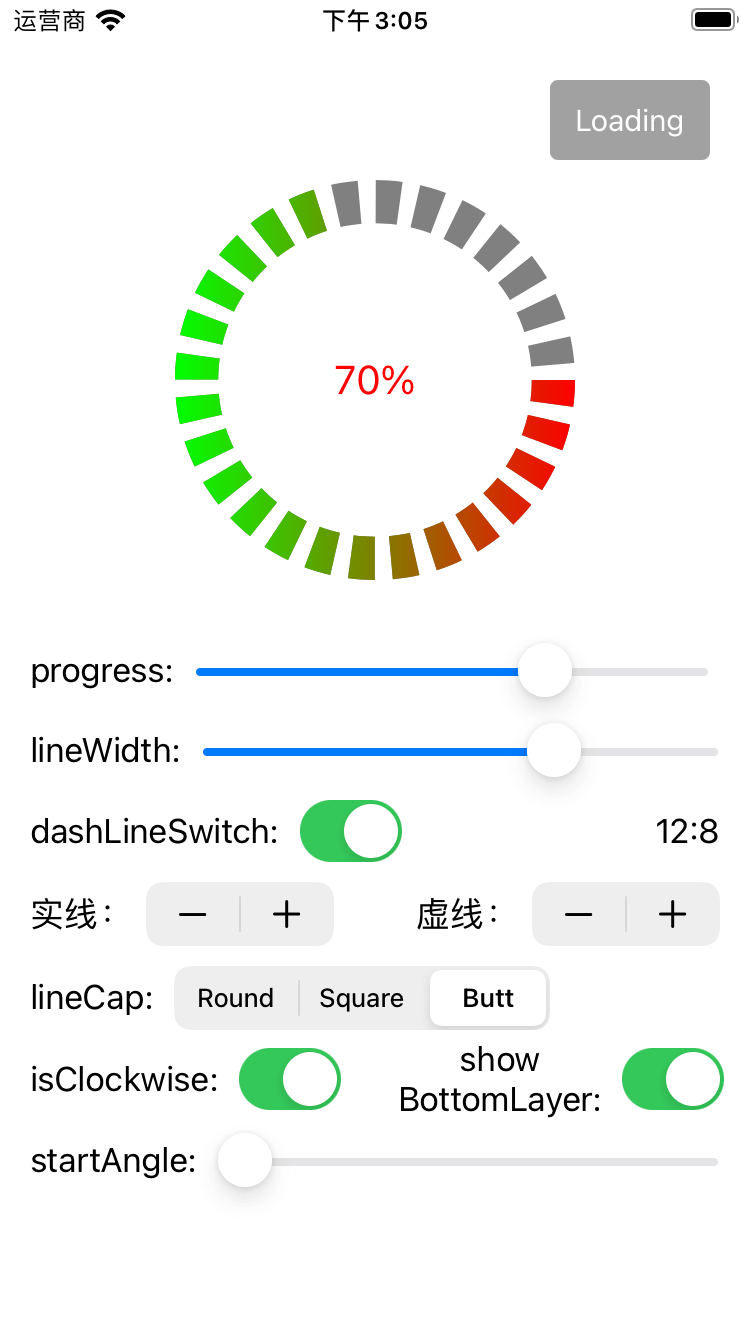 运营商 下午3:05
Loading
70%
progress:
lineWidth:
dashLineSwitch: 12:8
实线： 虚线：
lineCap: Round Square Butt
isClockwise: show BottomLayer:
startAngle: